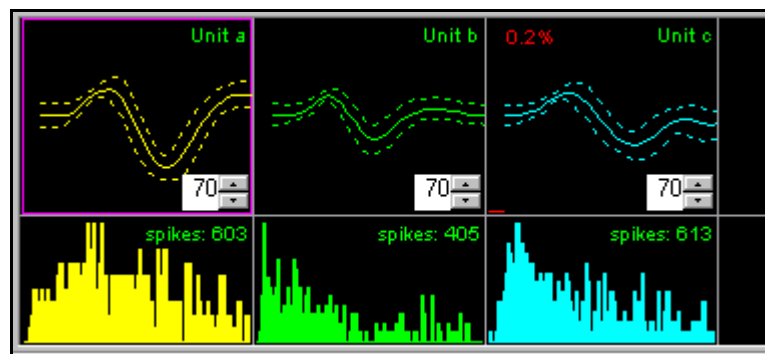 Unit a
Unit b
0.2% Unit c
70
70
70
spikes: 603
spikes: 405
spikes: 613